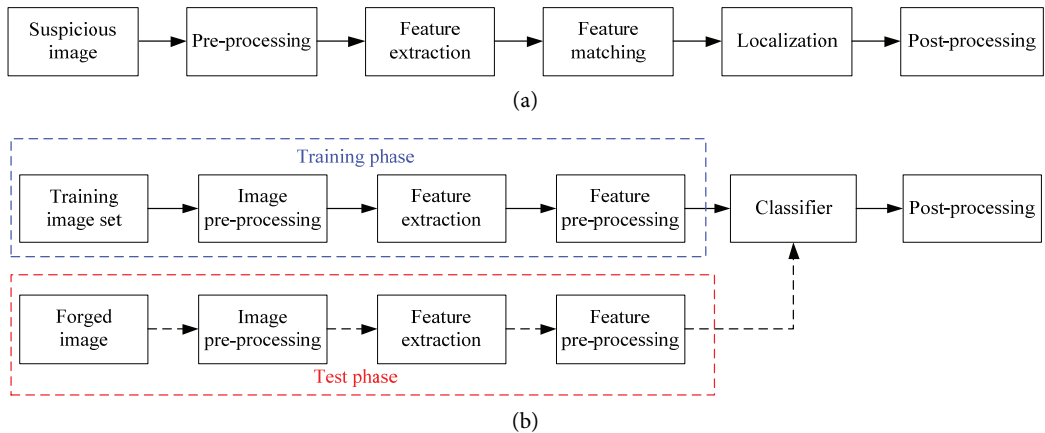 Suspicious
image
Pre-processing
Feature
extraction
Feature
matching
Localization
Post-processing
(a)
Training phase
Training
image set
Image
pre-processing
Feature
extraction
Feature
pre-processing
Classifier
Post-processing
Forged
image
Image
pre-processing
Feature
extraction
Feature
pre-processing
Test phase
(b)